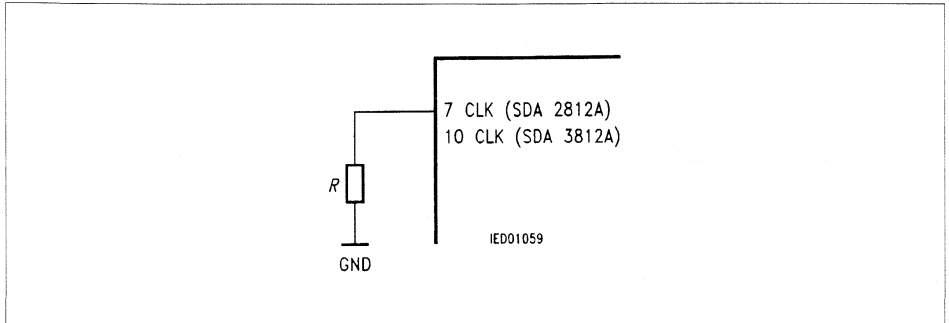 7 CLK (SDA 2812A)
10 CLK (SDA 3812A)
R
IED01059
GND